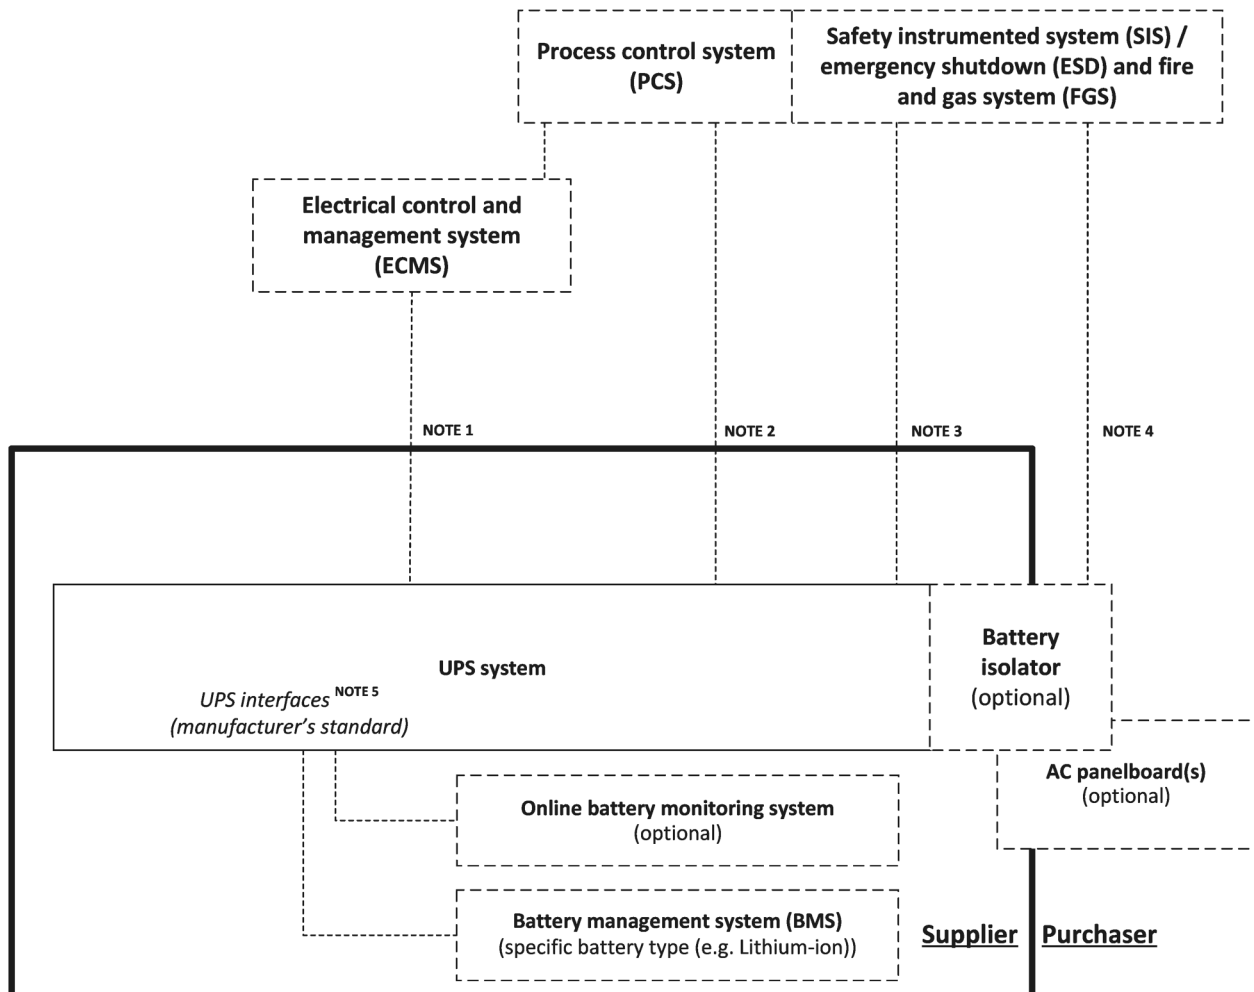 Process control system
(PCS)
Safety instrumented system (SIS) /
emergency shutdown (ESD) and fire
and gas system (FGS)
Electrical control and
management system
(ECMS)
NOTE 1
NOTE 2
NOTE 3
NOTE 4
UPS system
UPS interfaces NOTE 5
(manufacturer’s standard)
Battery
isolator
(optional)
AC panelboard(s)
(optional)
Online battery monitoring system
(optional)
Battery management system (BMS)
(specific battery type (e.g. Lithium-ion))
Supplier
Purchaser